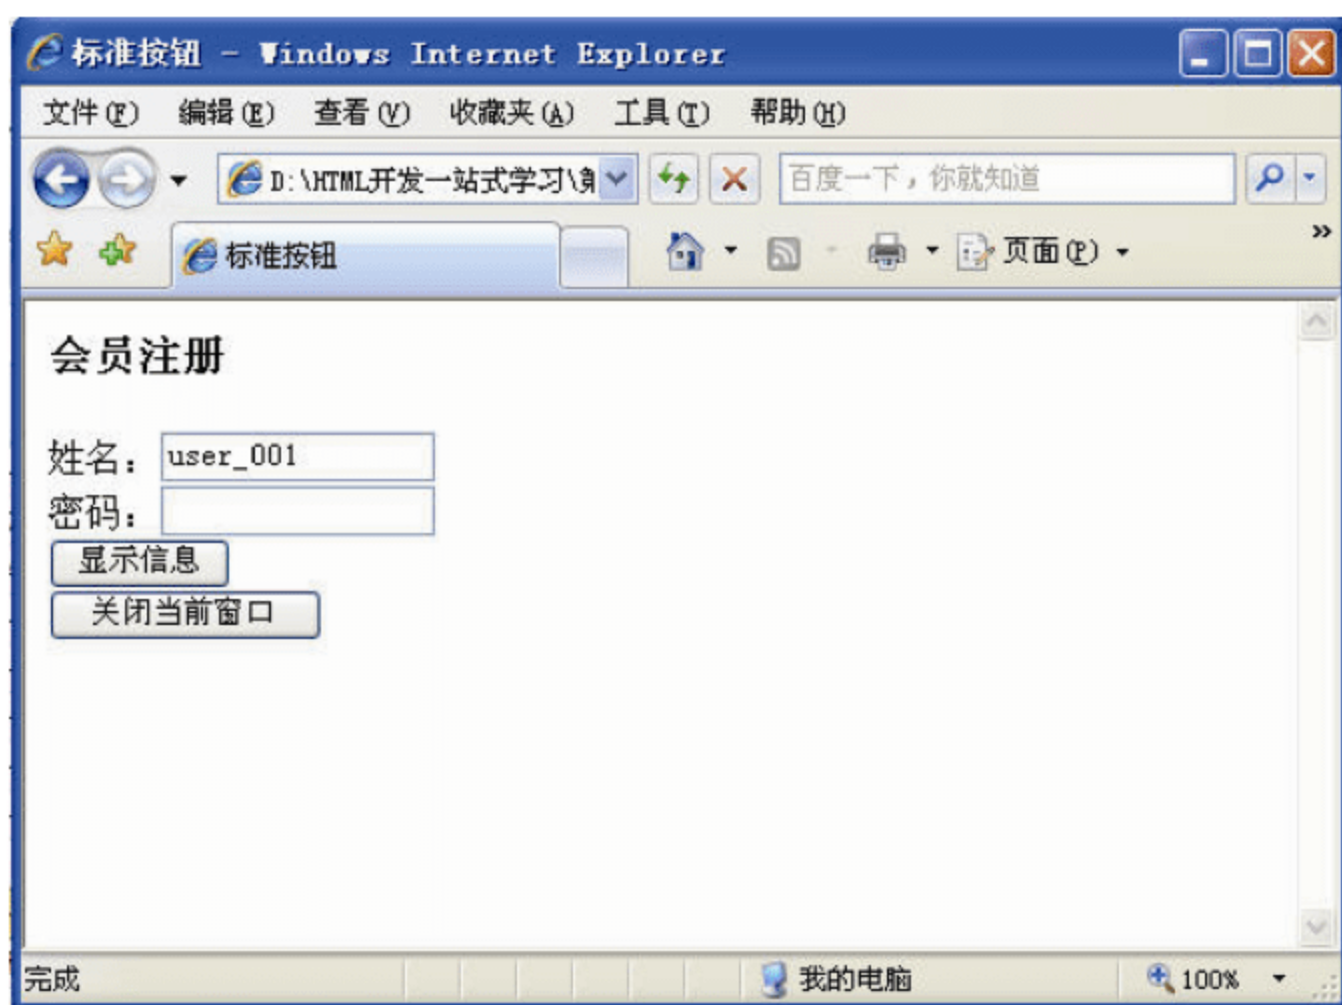 标准按钮 - Windows Internet Explorer
文件(F) 编辑(E) 查看(V) 收藏夹(A) 工具(T) 帮助(H)
D:\HTML开发一站式学习\ 百度一下，你就知道
标准按钮 页面(P) »
会员注册
姓名： user_001
密码：
显示信息
关闭当前窗口
完成 我的电脑 100%